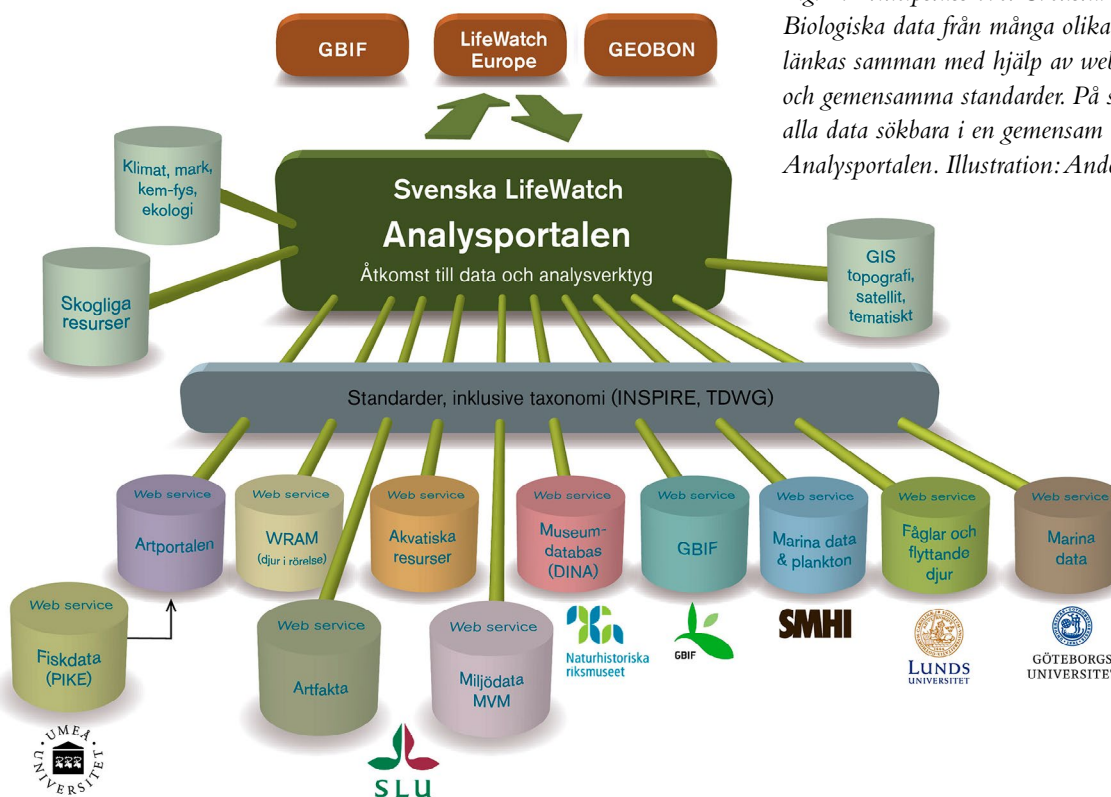 Biologiska data från många olika
länkas samman med hjälp av
och gemensamma standarder. På
alla data sökbara i en gemensam
Analysportalen. Illustration:
GBIF
LifeWatch
Europe
GEOBON
Klimat, mark,
kem-fys,
ekologi
Skogliga
resurser
Svenska LifeWatch
Analysportalen
Åtkomst till data och analysverktyg
GIS
topografi,
satellit,
tematiskt
Standarder, inklusive taxonomi (INSPIRE, TDWG)
Web service
Artportalen
Web service
WRAM
(djur i rörelse)
Web service
Akvatiska
resurser
Web service
Museum-
databas
(DINA)
Web service
GBIF
Web service
Marina data
& plankton
Web service
Fåglar och
flyttande
djur
Web service
Marina
data
Web service
Fiskdata
(PIKE)
Web service
Artfakta
Web service
Miljödata
MVM
Naturhistoriska
riksmuseet
GBIF
SMHI
LUNDS
UNIVERSITET
GÖTEBORGS
UNIVERSITET
UMEÅ
UNIVERSITET
SLU